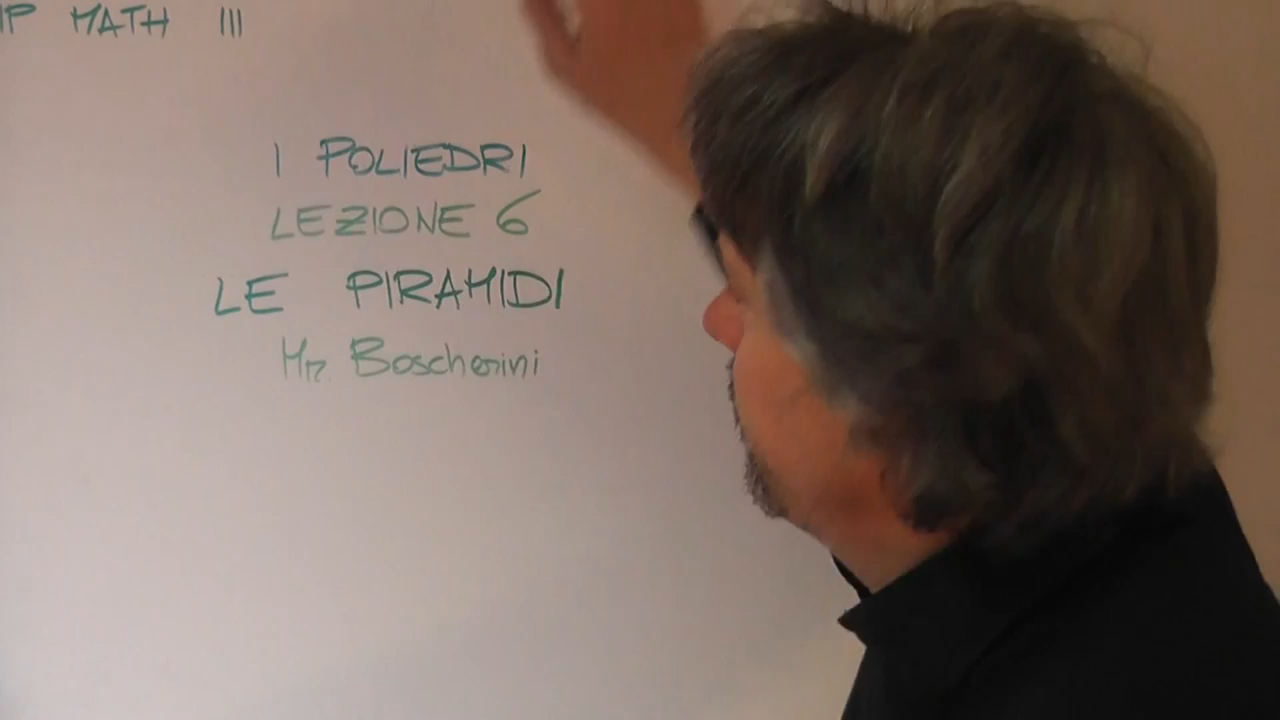 MATH III
I POLIEDRI
LEZIONE 6
LE PIRAMIDI
Mr. Boscherini